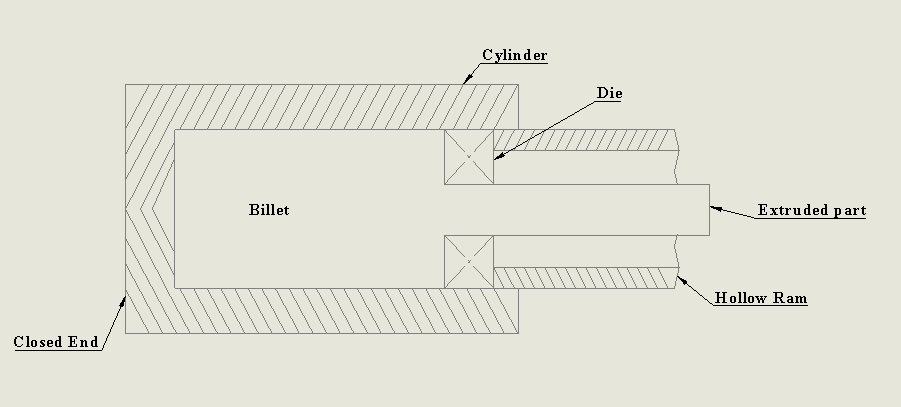 Cylinder
Die
Billet
Extruded part
Hollow Ram
Closed End